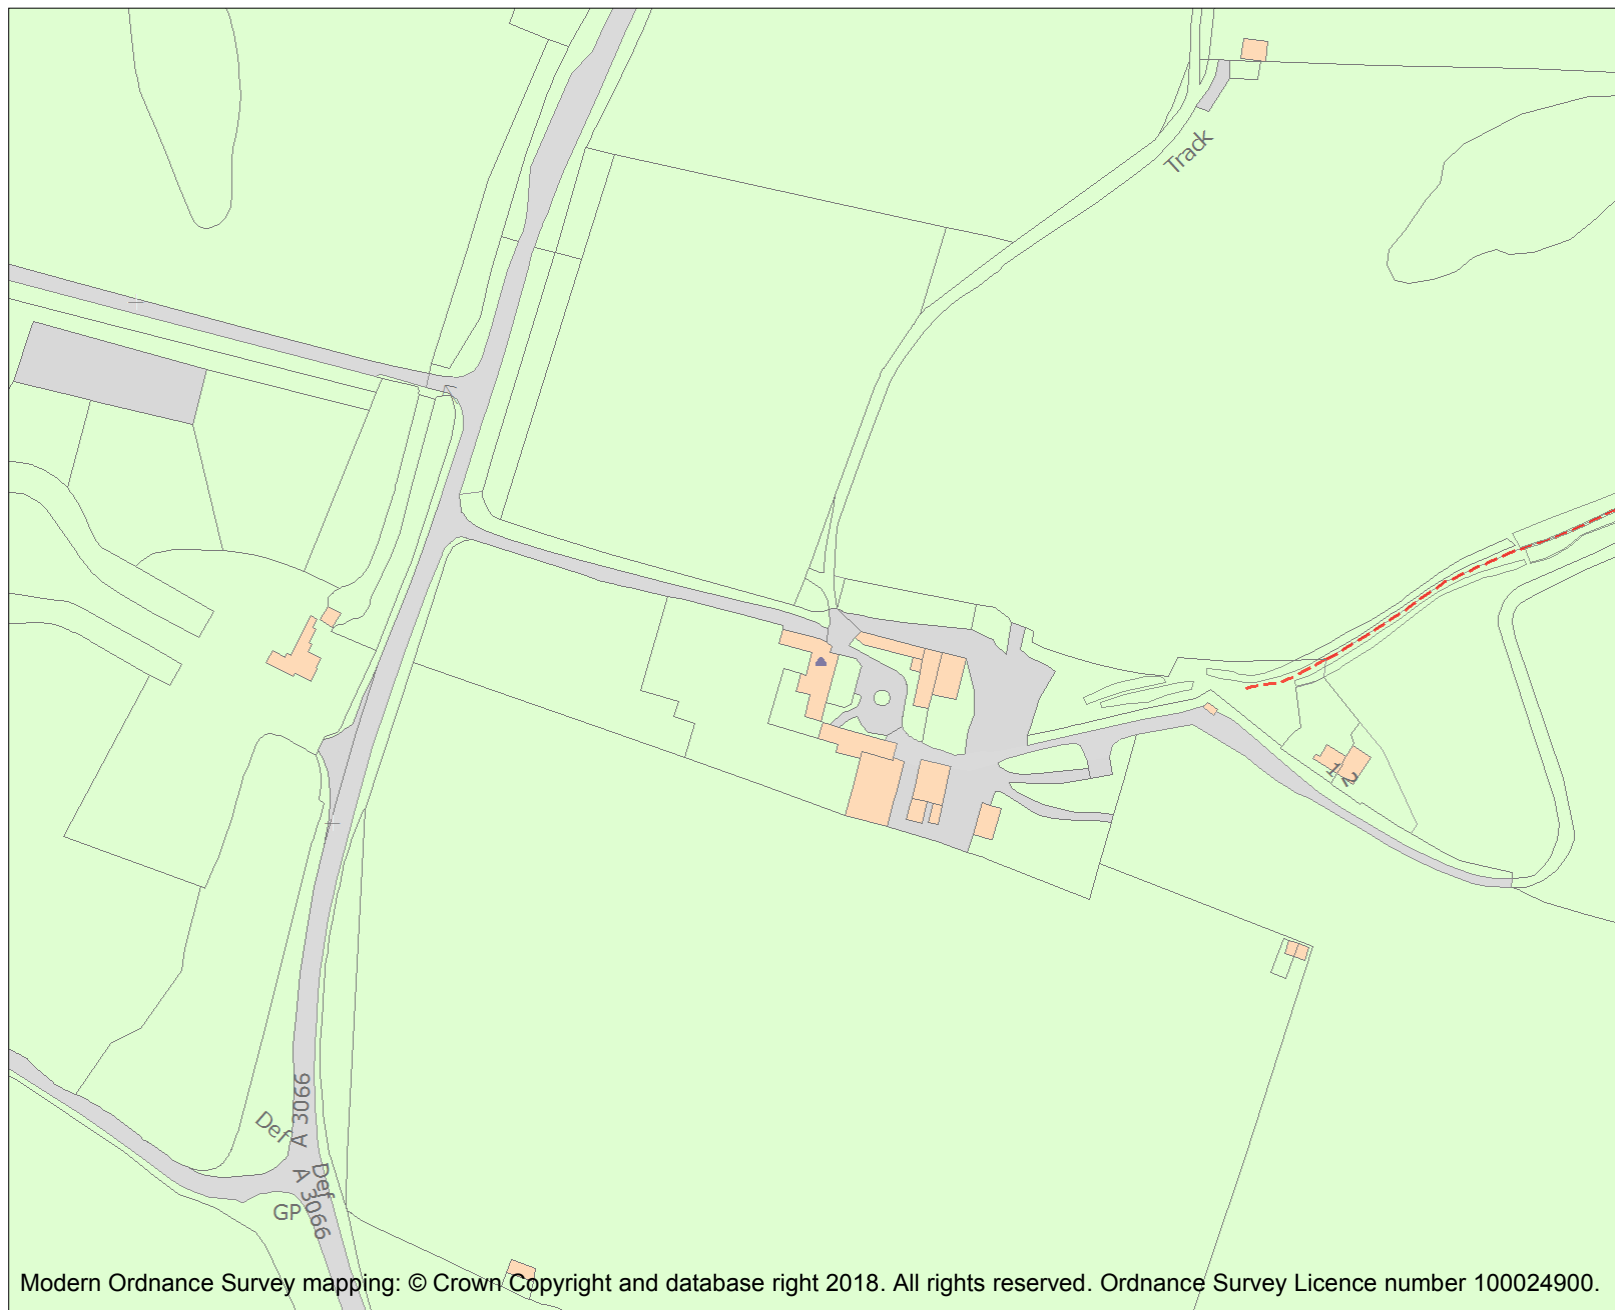 Track
1
2
Def
A 3066
Def
A 3066
GP
Modern Ordnance Survey mapping: © Crown Copyright and database right 2018. All rights reserved. Ordnance Survey Licence number 100024900.